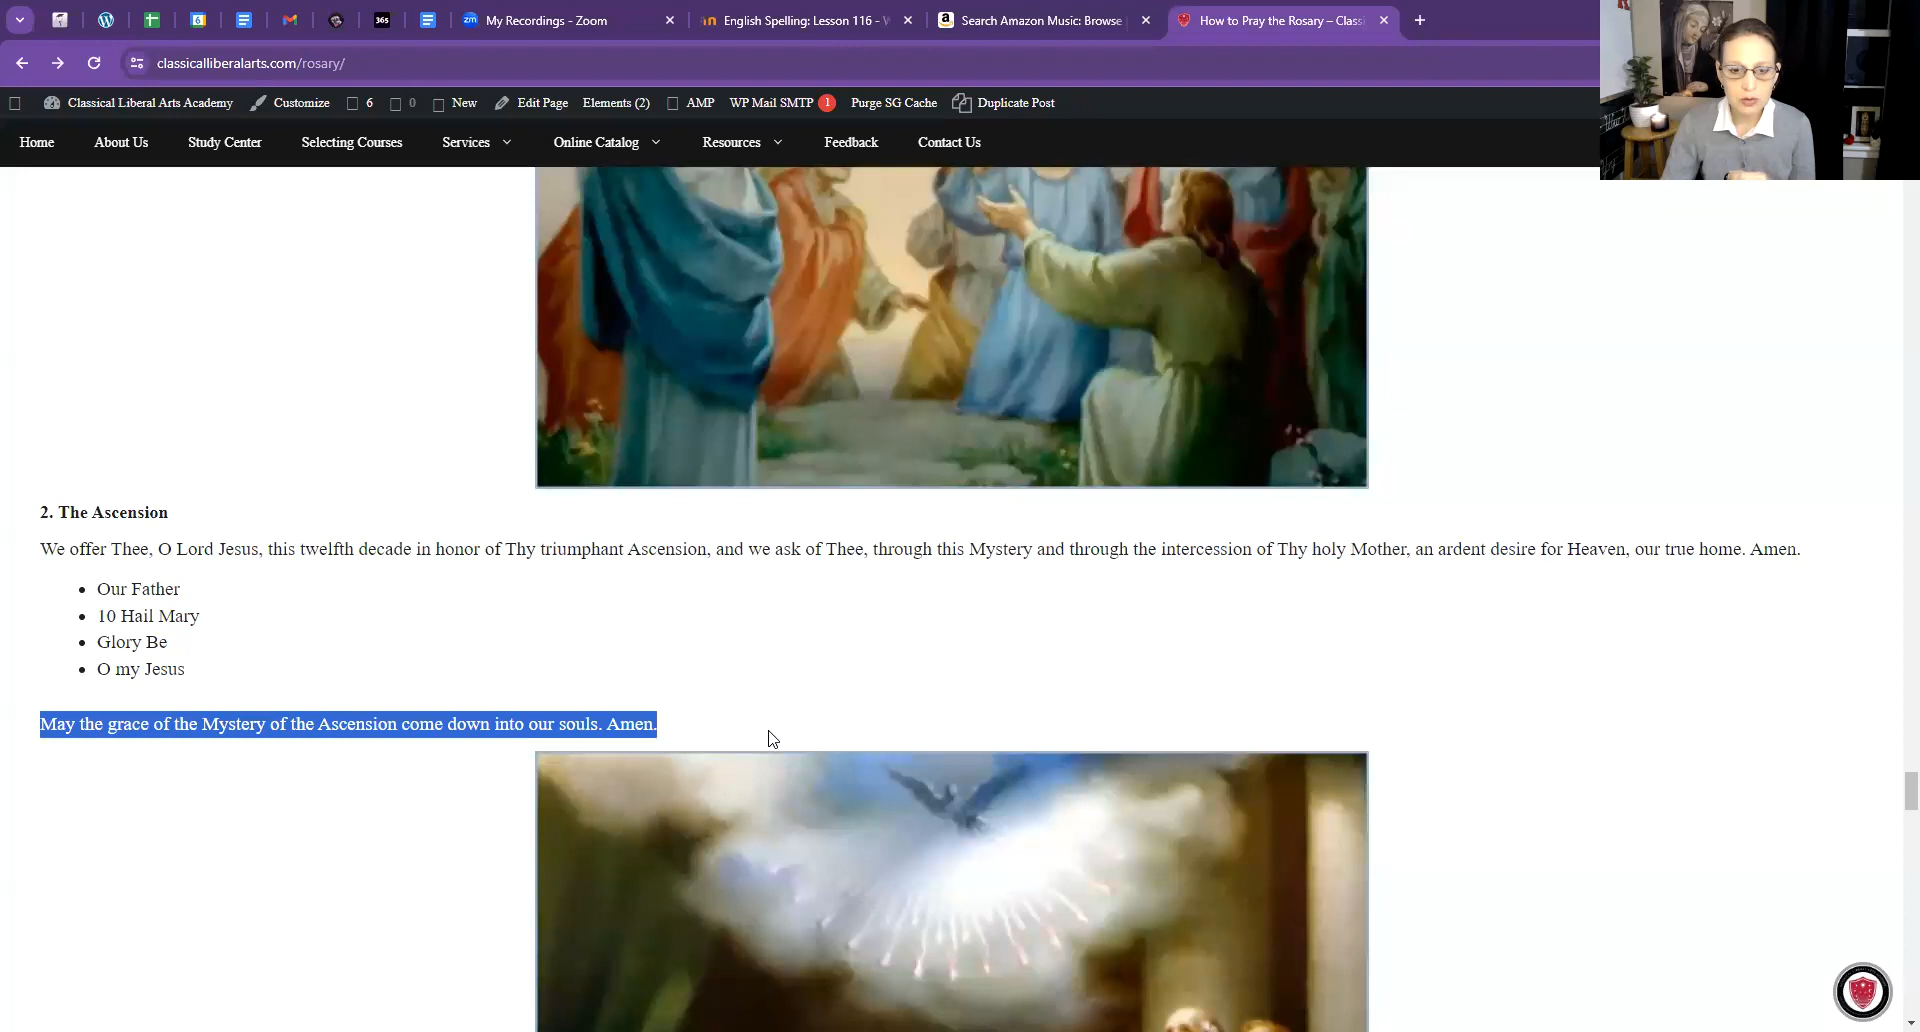 My Recordings - Zoom
English Spelling: Lesson 116 -
Search Amazon Music: Browse
How to Pray the Rosary – Classi
classicalliberalarts.com/rosary/
Classical Liberal Arts Academy
Customize
6
0
New
Edit Page
Elements (2)
AMP
WP Mail SMTP 1
Purge SG Cache
Duplicate Post
Home
About Us
Study Center
Selecting Courses
Services
Online Catalog
Resources
Feedback
Contact Us
2. The Ascension
We offer Thee, O Lord Jesus, this twelfth decade in honor of Thy triumphant Ascension, and we ask of Thee, through this Mystery and through the intercession of Thy holy Mother, an ardent desire for Heaven, our true home. Amen.
Our Father
10 Hail Mary
Glory Be
O my Jesus
May the grace of the Mystery of the Ascension come down into our souls. Amen.